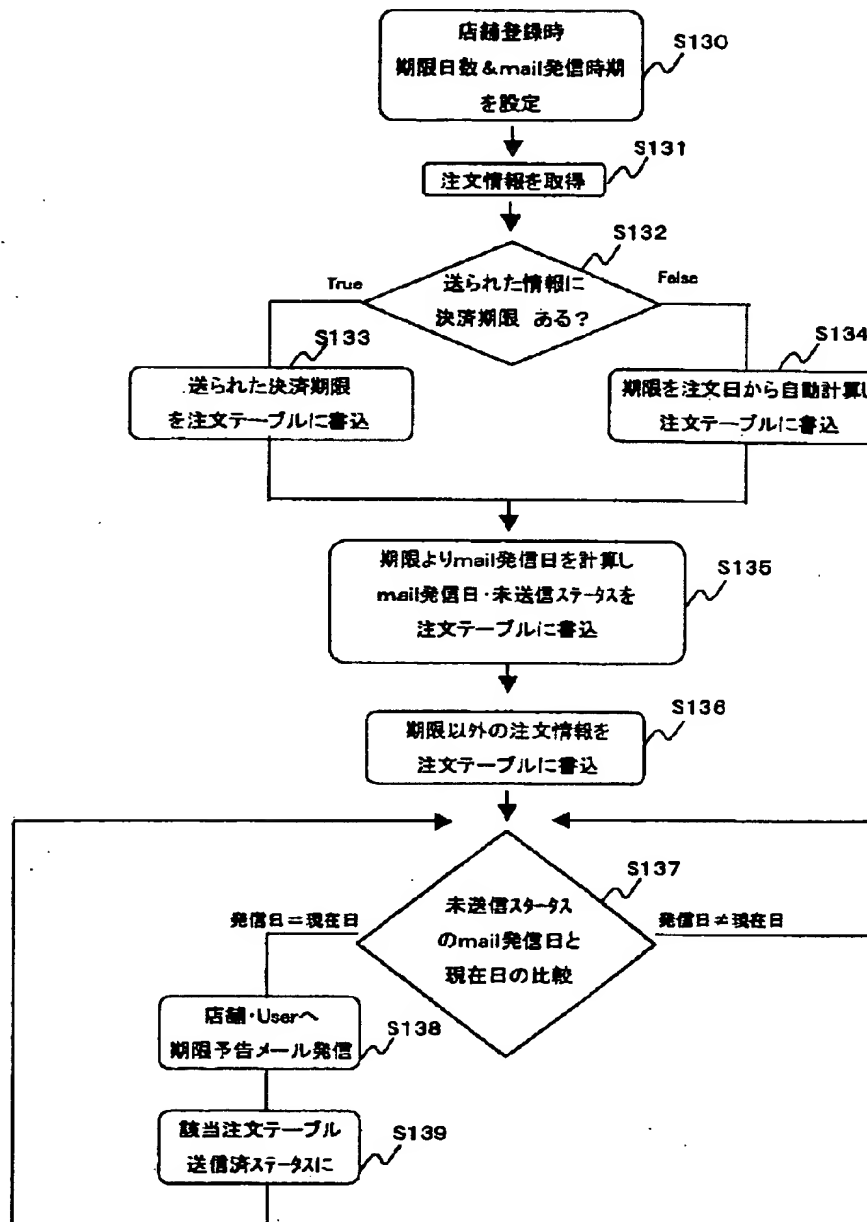 店舗登録時
期限日数&mail発信時期
を設定
S130
S131
注文情報を取得
S132
True
送られた情報に
False
決済期限 ある?
S133
S134
送られた決済期限
を注文テーブルに書込
期限を注文日から自動計算し
注文テーブルに書込
期限よりmail発信日を計算し
mail発信日・未送信ステータスを
注文テーブルに書込
S135
期限以外の注文情報を
注文テーブルに書込
S136
S137
発信日=現在日
未送信スタータス
のmail発信日と
現在日の比較
発信日≠現在日
店舗・Userへ
期限予告メール発信
S138
該当注文テーブル
送信済ステータスに
S139